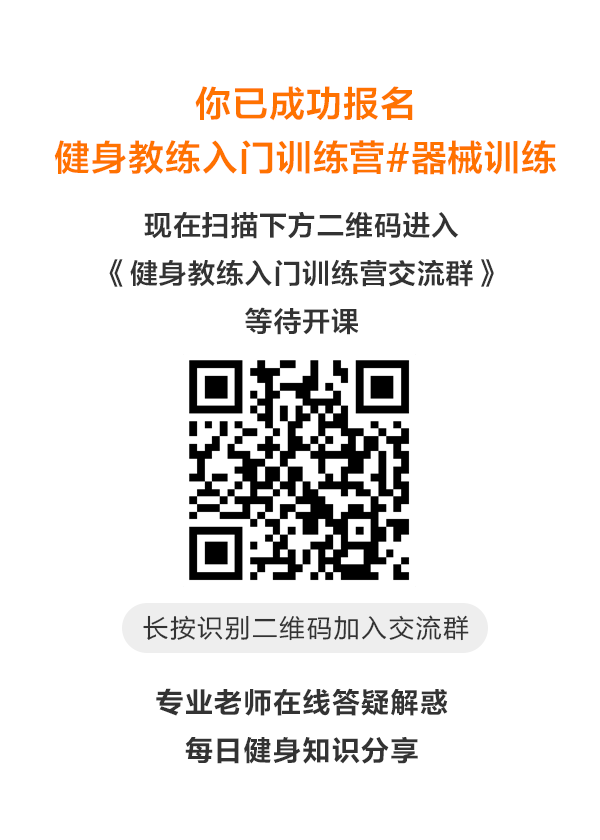 你已成功报名
健身教练入门训练营#器械训练
现在扫描下方二维码进入
《健身教练入门训练营交流群》
等待开课
长按识别二维码加入交流群
专业老师在线答疑解惑
每日健身知识分享